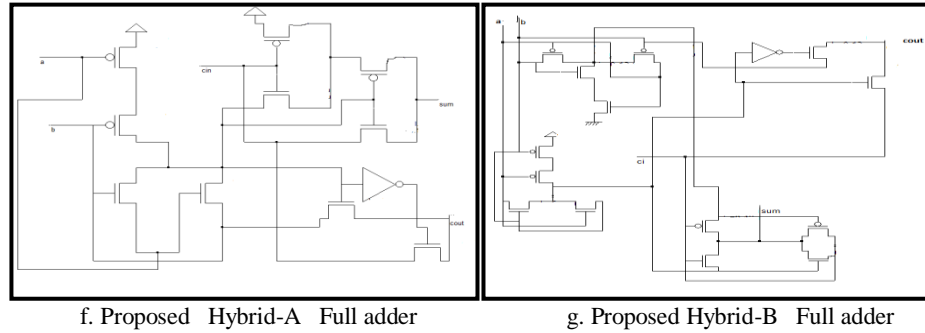 a
b
cin
sum
cout
a b
cout
ci
sum
f. Proposed Hybrid-A Full adder
g. Proposed Hybrid-B Full adder